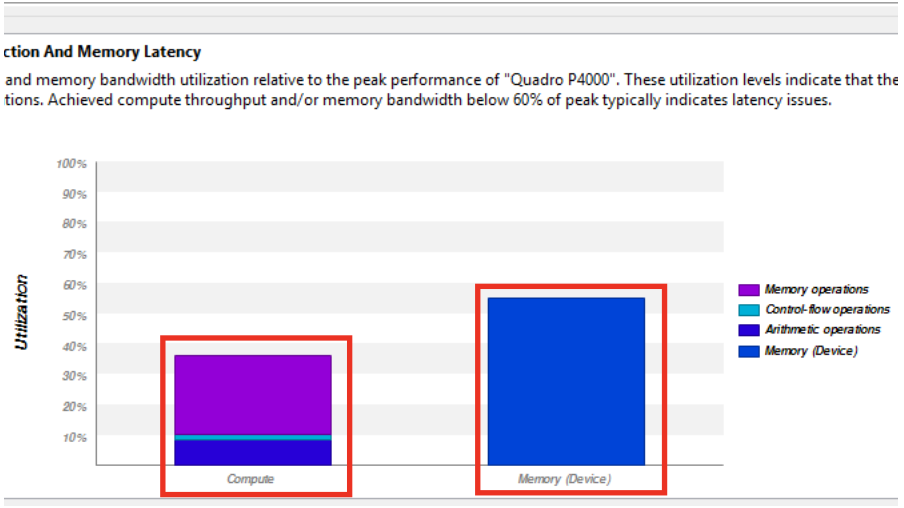 ction And Memory Latency
and memory bandwidth utilization relative to the peak performance of "Quadro P4000". These utilization levels indicate that the
tions. Achieved compute throughput and/or memory bandwidth below 60% of peak typically indicates latency issues.
100%
90%
80%
70%
60%
50%
40%
30%
20%
10%
Utilization
Compute
Memory (Device)
Memory operations
Control-flow operations
Arithmetic operations
Memory (Device)